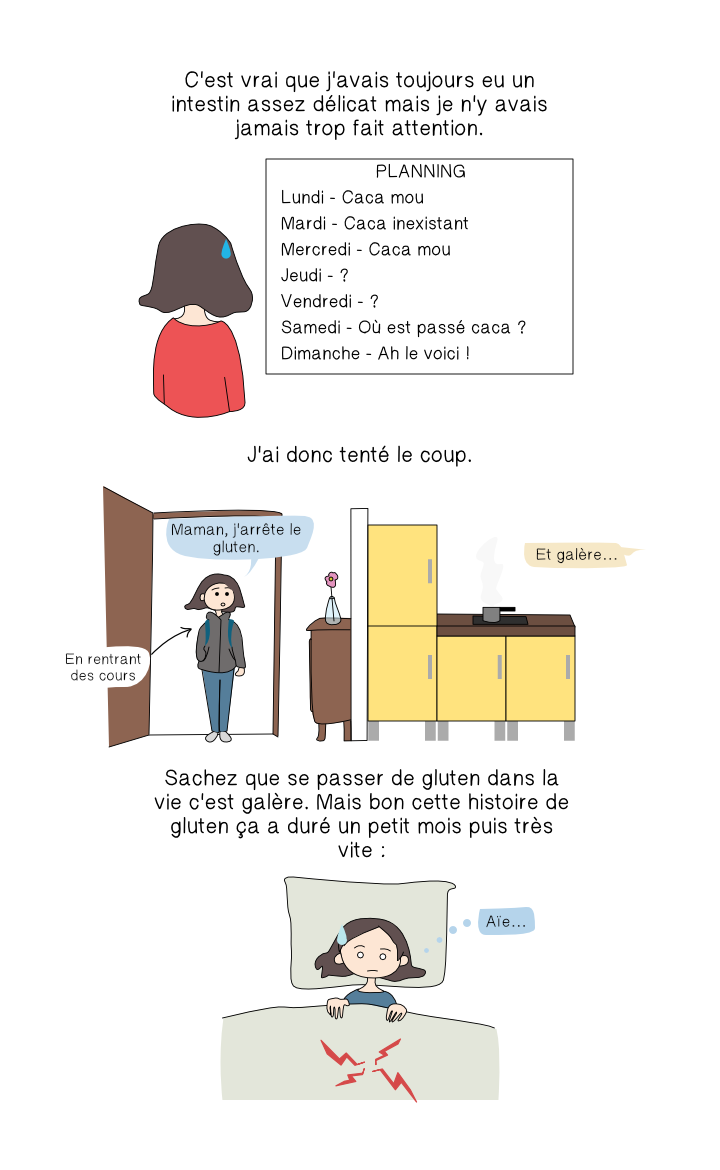 C'est vrai que j'avais toujours eu un
intestin assez délicat mais je n'y avais
jamais trop fait attention.
PLANNING
Lundi - Caca mou
Mardi - Caca inexistant
Mercredi - Caca mou
Jeudi - ?
Vendredi - ?
Samedi - Où est passé caca ?
Dimanche - Ah le voici !
J'ai donc tenté le coup.
Maman, j'arrête le
gluten.
Et galère...
En rentrant
des cours
Sachez que se passer de gluten dans la
vie c'est galère. Mais bon cette histoire de
gluten ça a duré un petit mois puis très
vite :
Aïe...